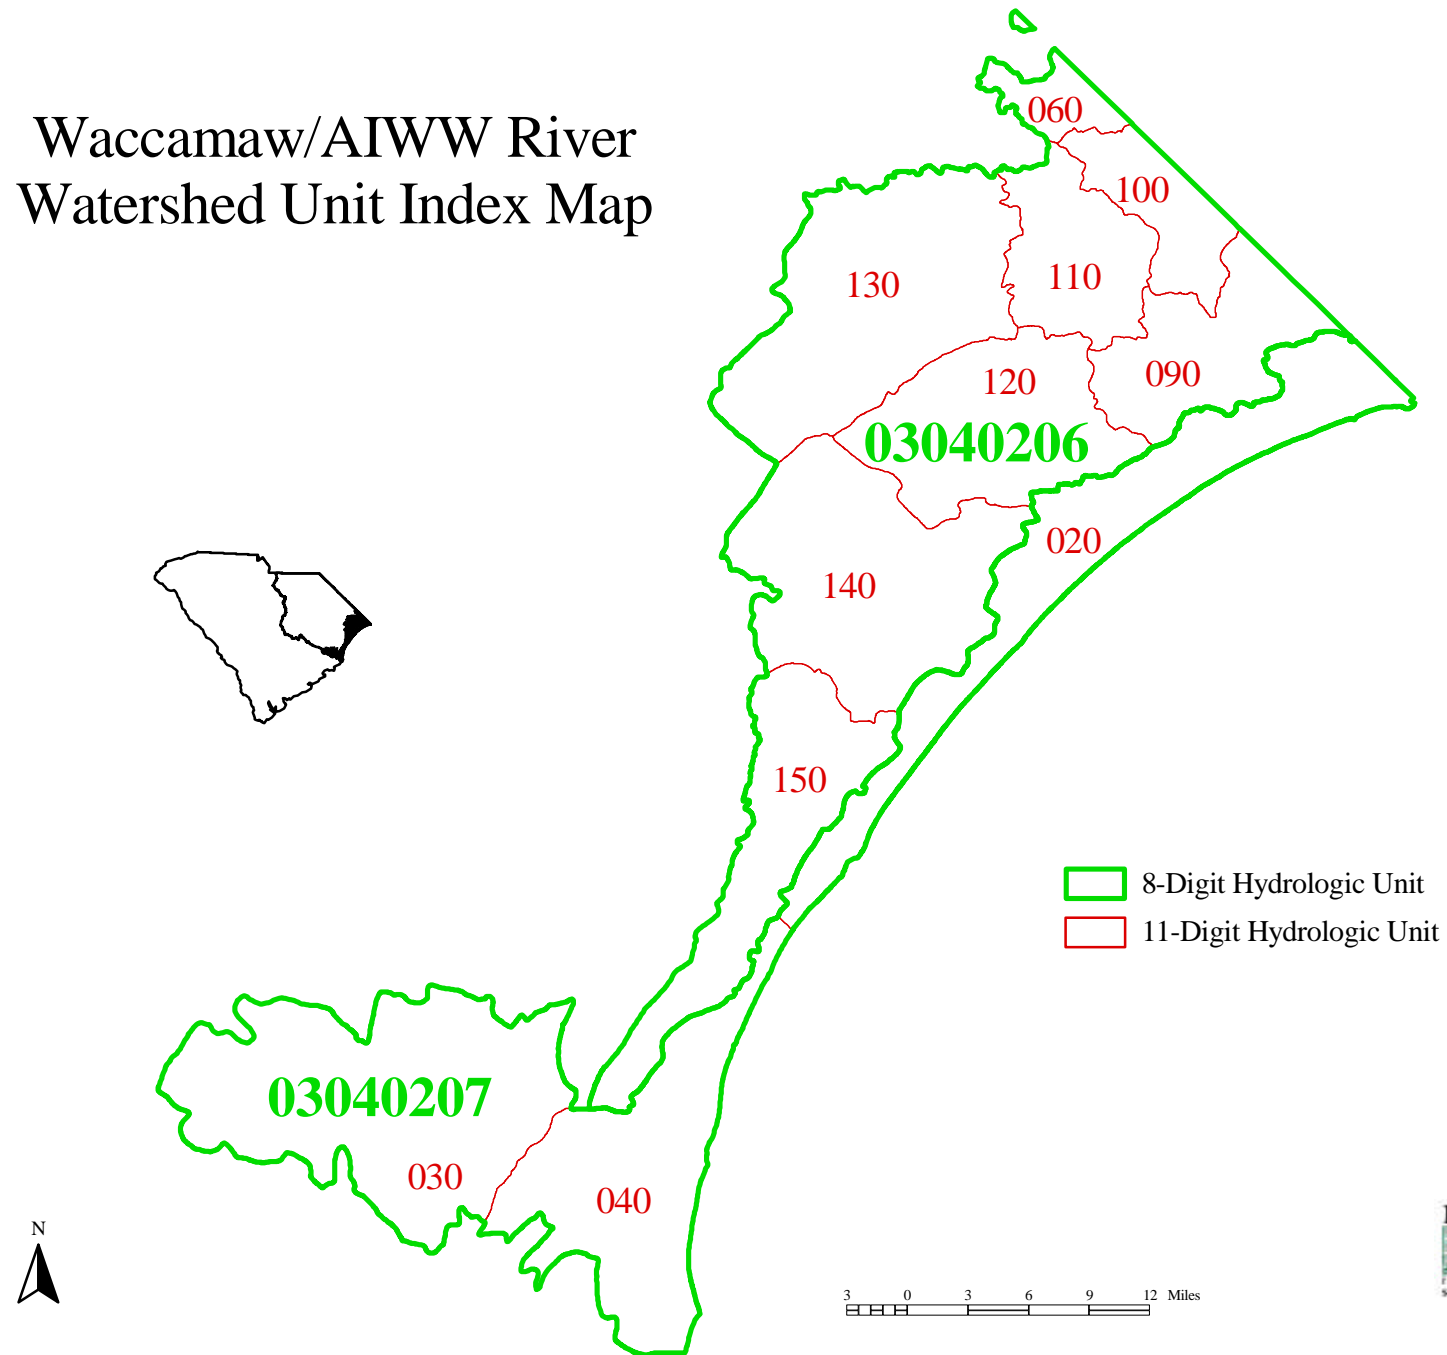 Waccamaw/AIWW River
Watershed Unit Index Map
060
100
130
110
120
090
03040206
020
140
150
8-Digit Hydrologic Unit
11-Digit Hydrologic Unit
03040207
030
040
N
3 0 3 6 9 12 Miles